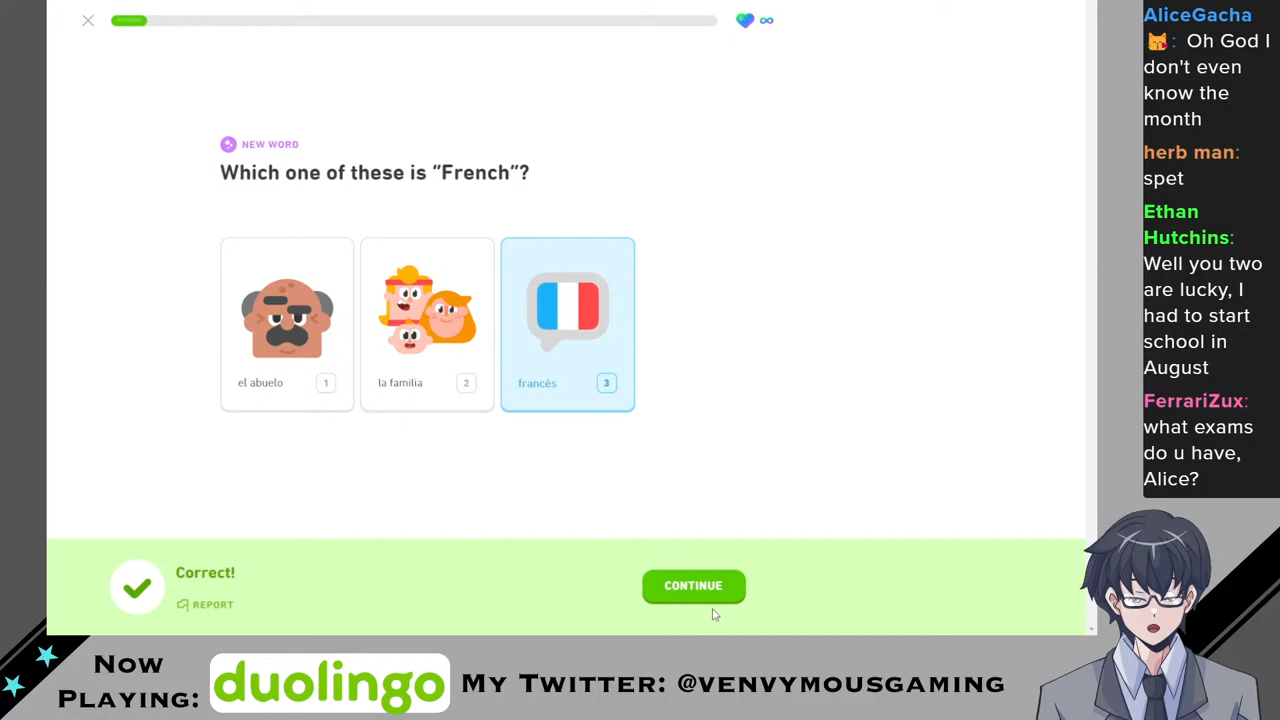 NEW WORD
Which one of these is “French”?
el abuelo
1
la familia
2
francés
3
Correct!
REPORT
CONTINUE
AliceGacha
: Oh God I
don't even
know the
month
herb man:
spet
Ethan
Hutchins:
Well you two
are lucky, I
had to start
school in
August
FerrariZux:
what exams
do u have,
Alice?
Now
Playing:
duolingo
My Twitter: @venvymousgaming